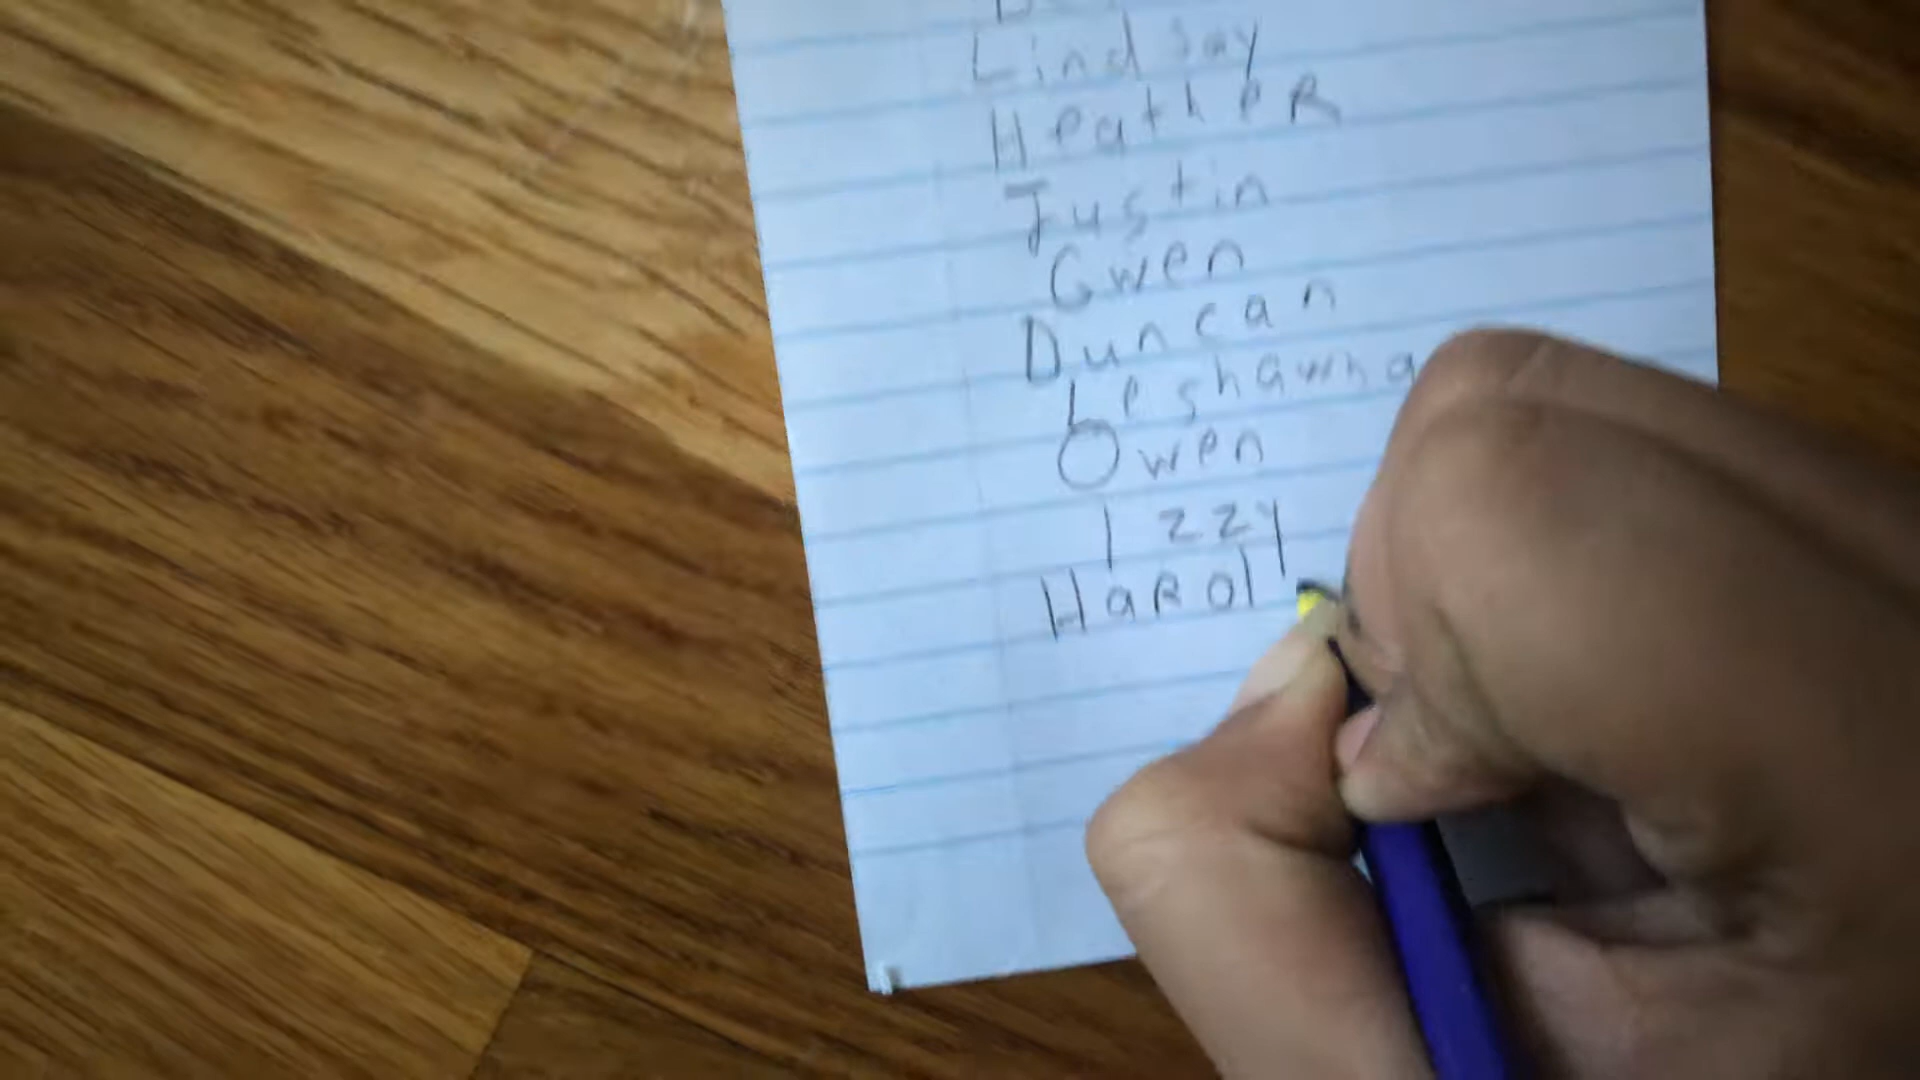 Lindsay
HeatheR
Justin
Gwen
Duncan
Leshawna
Owen
Izzy
HaRol